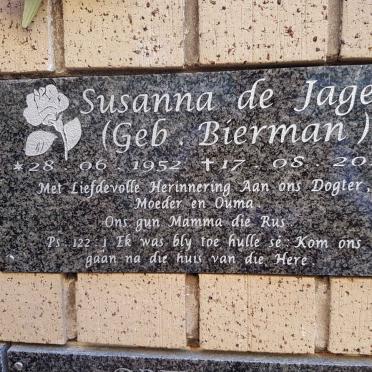 Susanna de Jage
(Geb. Bierman)
*28.06.1952 †17.08.20
Met Liefdevolle Herinnering Aan ons Dogter,
Moeder en Ouma.
Ons gun Mamma die Rus.
Ps.122:1 Ek was bly toe hulle sê: Kom ons
gaan na die huis van die Here.